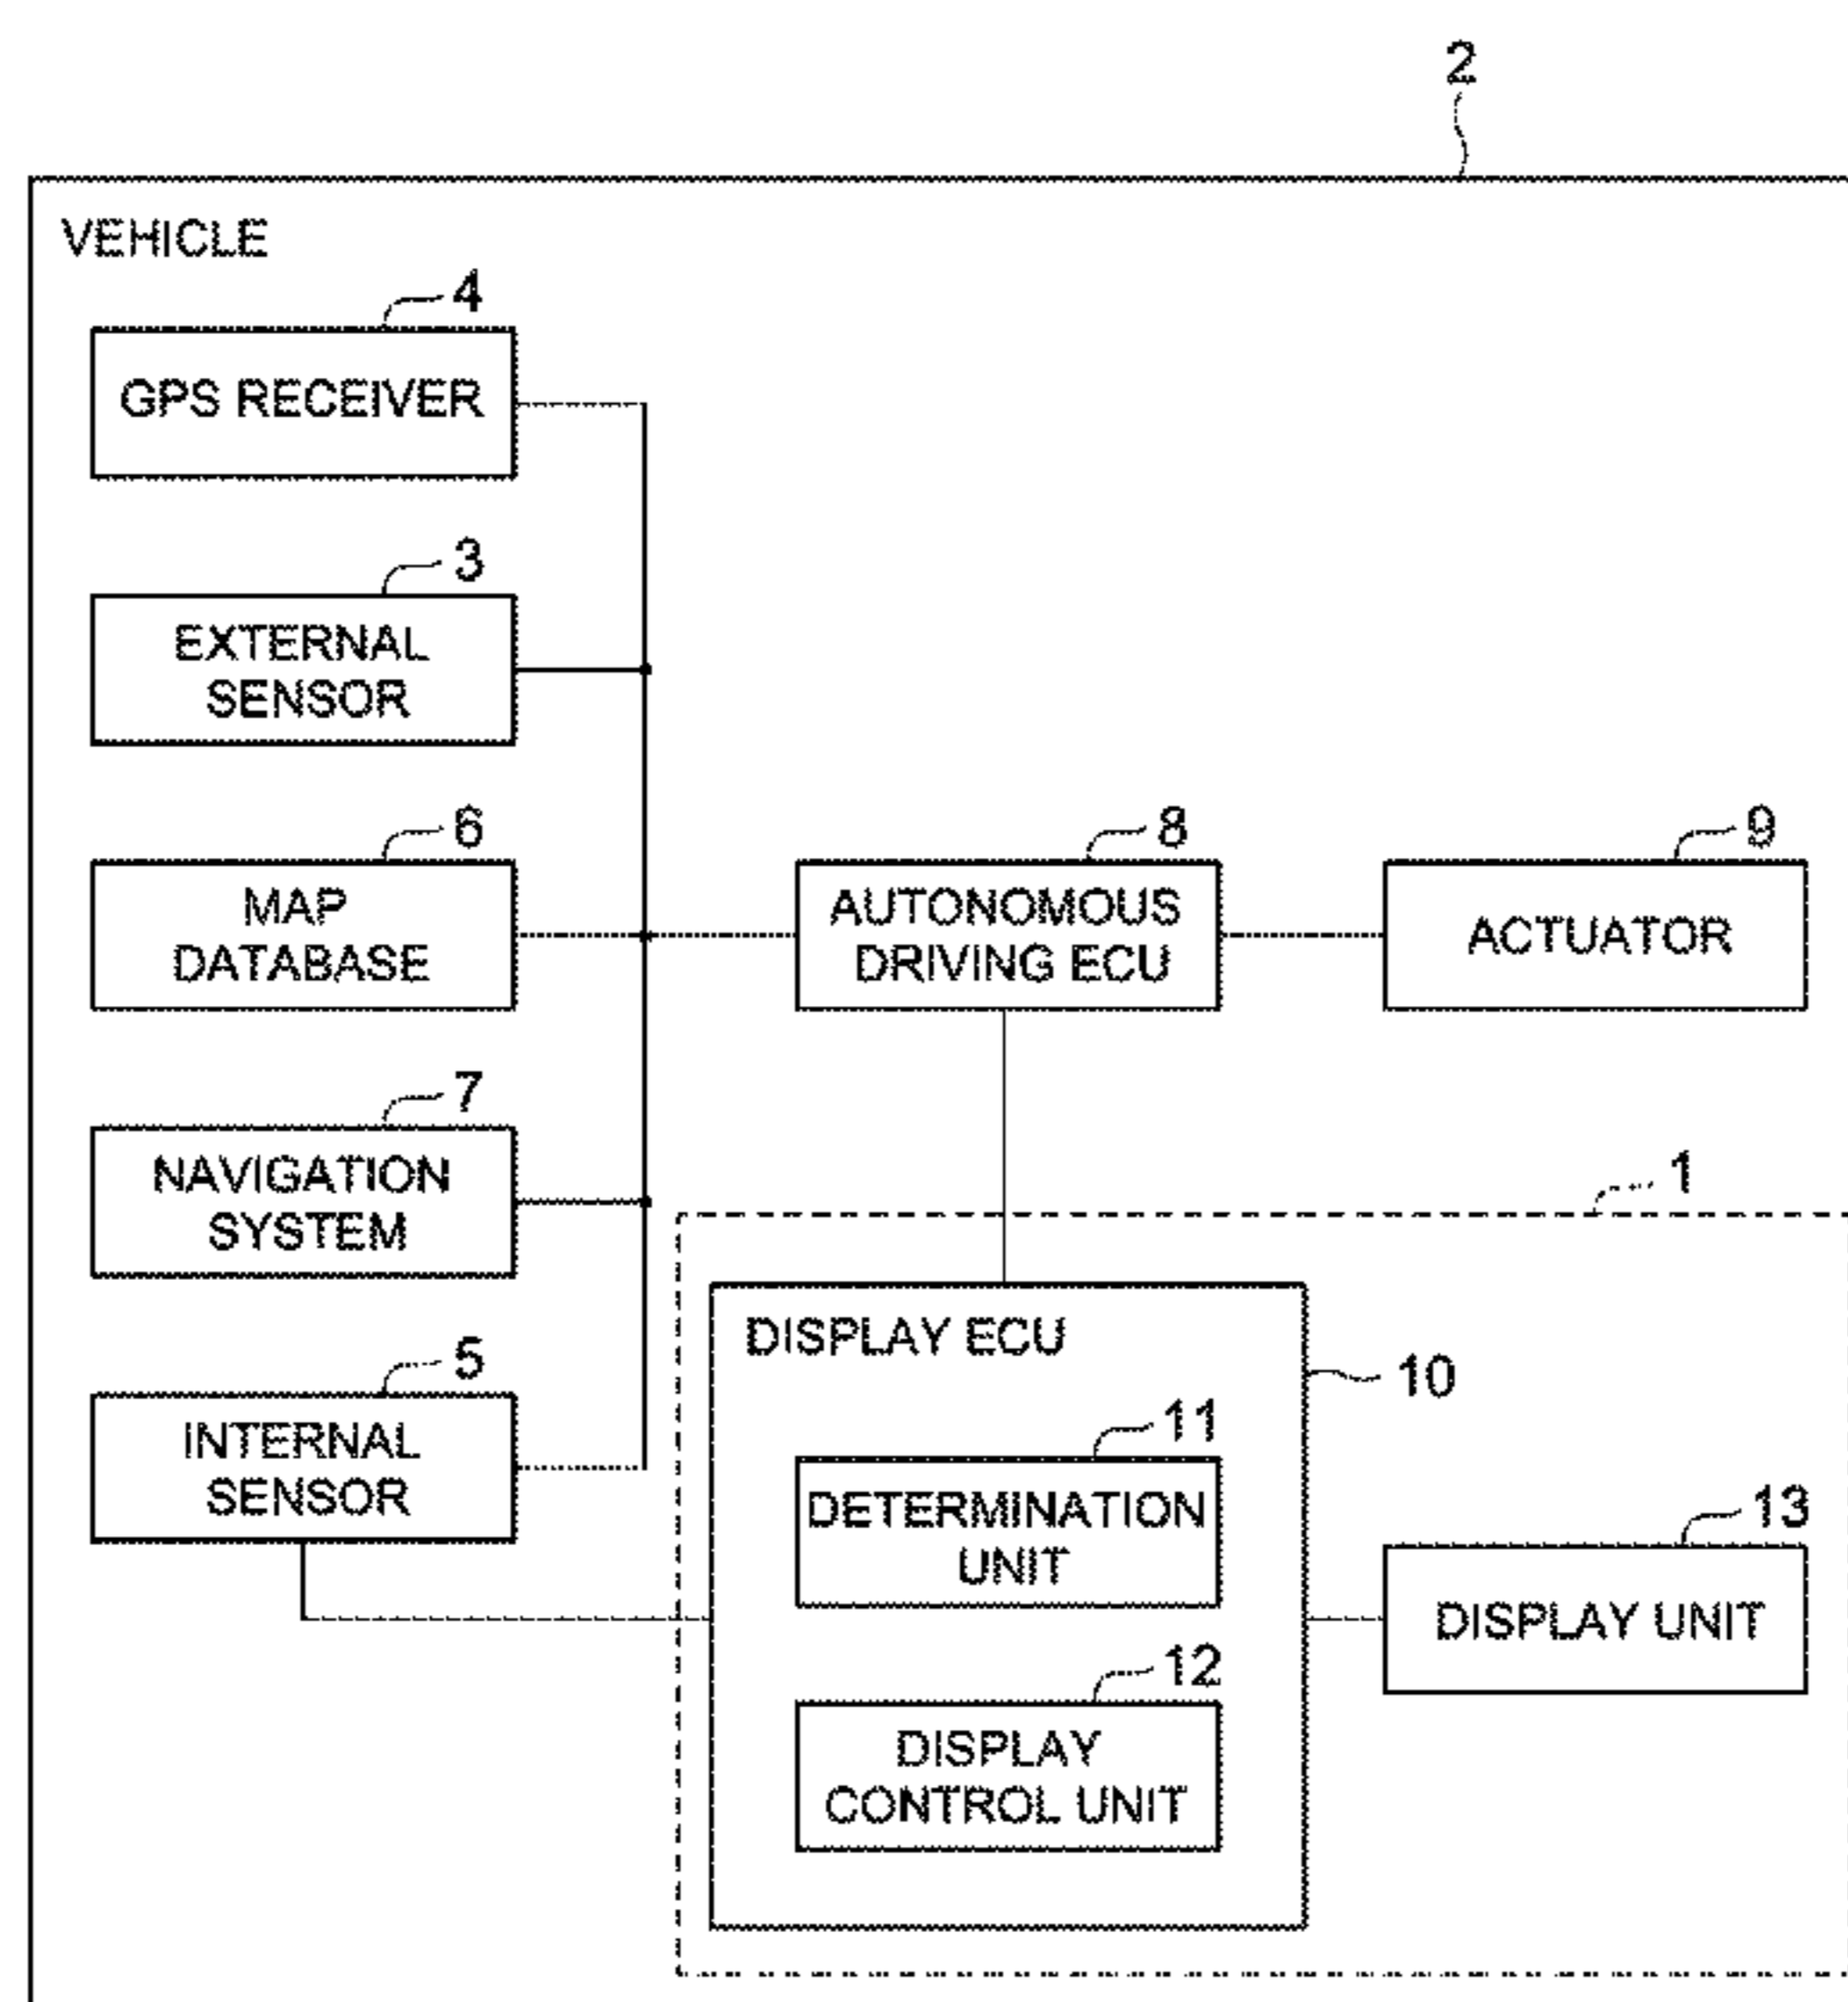 2
VEHICLE
4
GPS RECEIVER
3
EXTERNAL
SENSOR
6
MAP
DATABASE
8
AUTONOMOUS
DRIVING ECU
9
ACTUATOR
7
NAVIGATION
SYSTEM
1
5
INTERNAL
SENSOR
DISPLAY ECU
10
11
DETERMINATION
UNIT
12
DISPLAY
CONTROL UNIT
13
DISPLAY UNIT